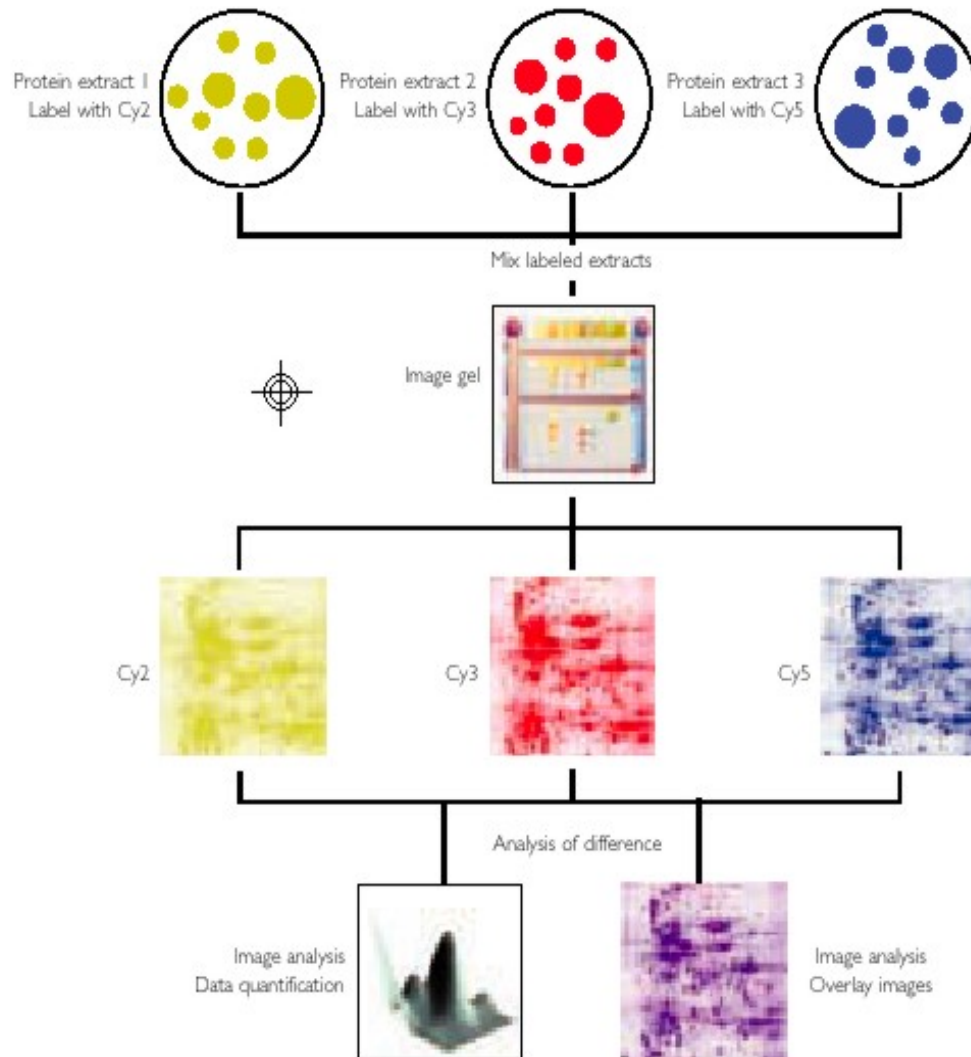 Protein extract 1
Label with Cy2
Protein extract 2
Label with Cy3
Protein extract 3
Label with Cy5
Mix labeled extracts
Image gel
Cy2
Cy3
Cy5
Analysis of difference
Image analysis
Data quantification
Image analysis
Overlay images